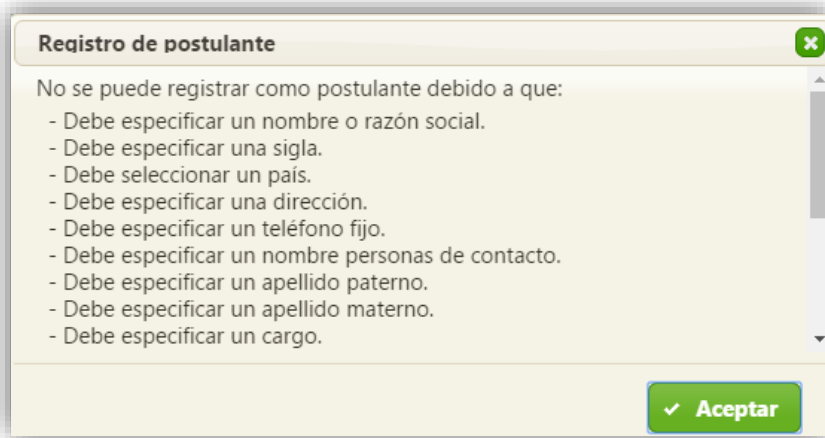 Registro de postulante
No se puede registrar como postulante debido a que:
- Debe especificar un nombre o razón social.
- Debe especificar una sigla.
- Debe seleccionar un país.
- Debe especificar una dirección.
- Debe especificar un teléfono fijo.
- Debe especificar un nombre personas de contacto.
- Debe especificar un apellido paterno.
- Debe especificar un apellido materno.
- Debe especificar un cargo.
Aceptar